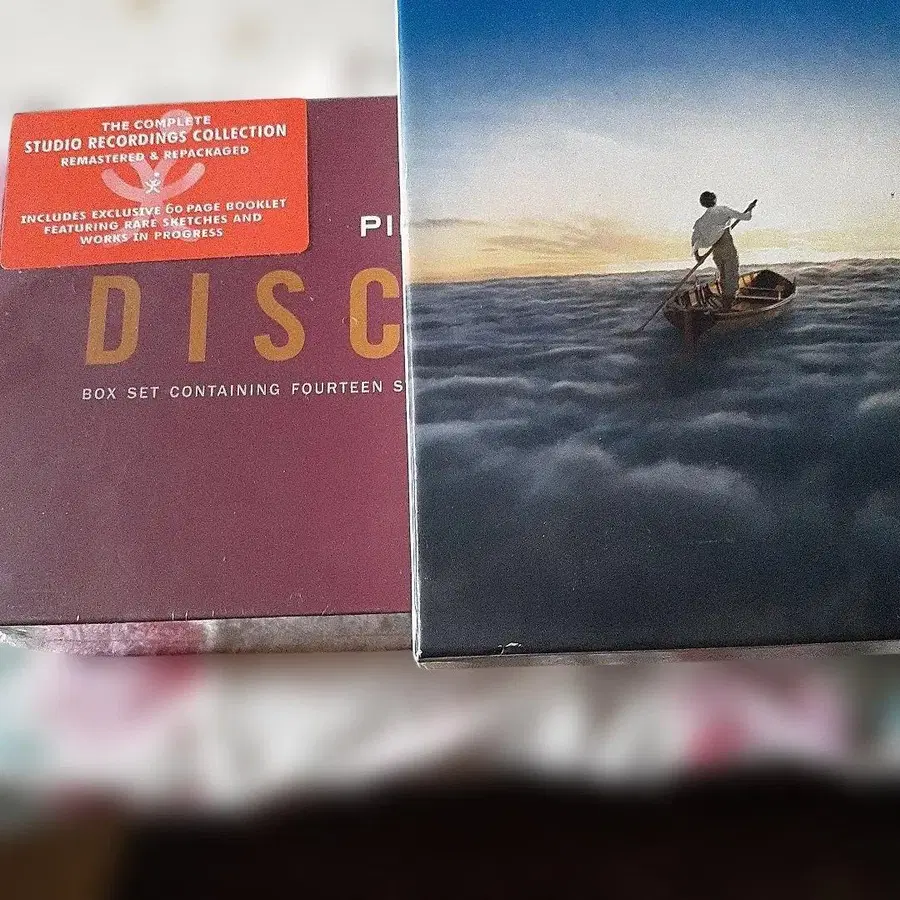 THE COMPLETE
STUDIO RECORDINGS COLLECTION
REMASTERED & REPACKAGED
INCLUDES EXCLUSIVE 60 PAGE BOOKLET
FEATURING RARE SKETCHES AND
WORKS IN PROGRESS
PI
DISC
BOX SET CONTAINING FOURTEEN S